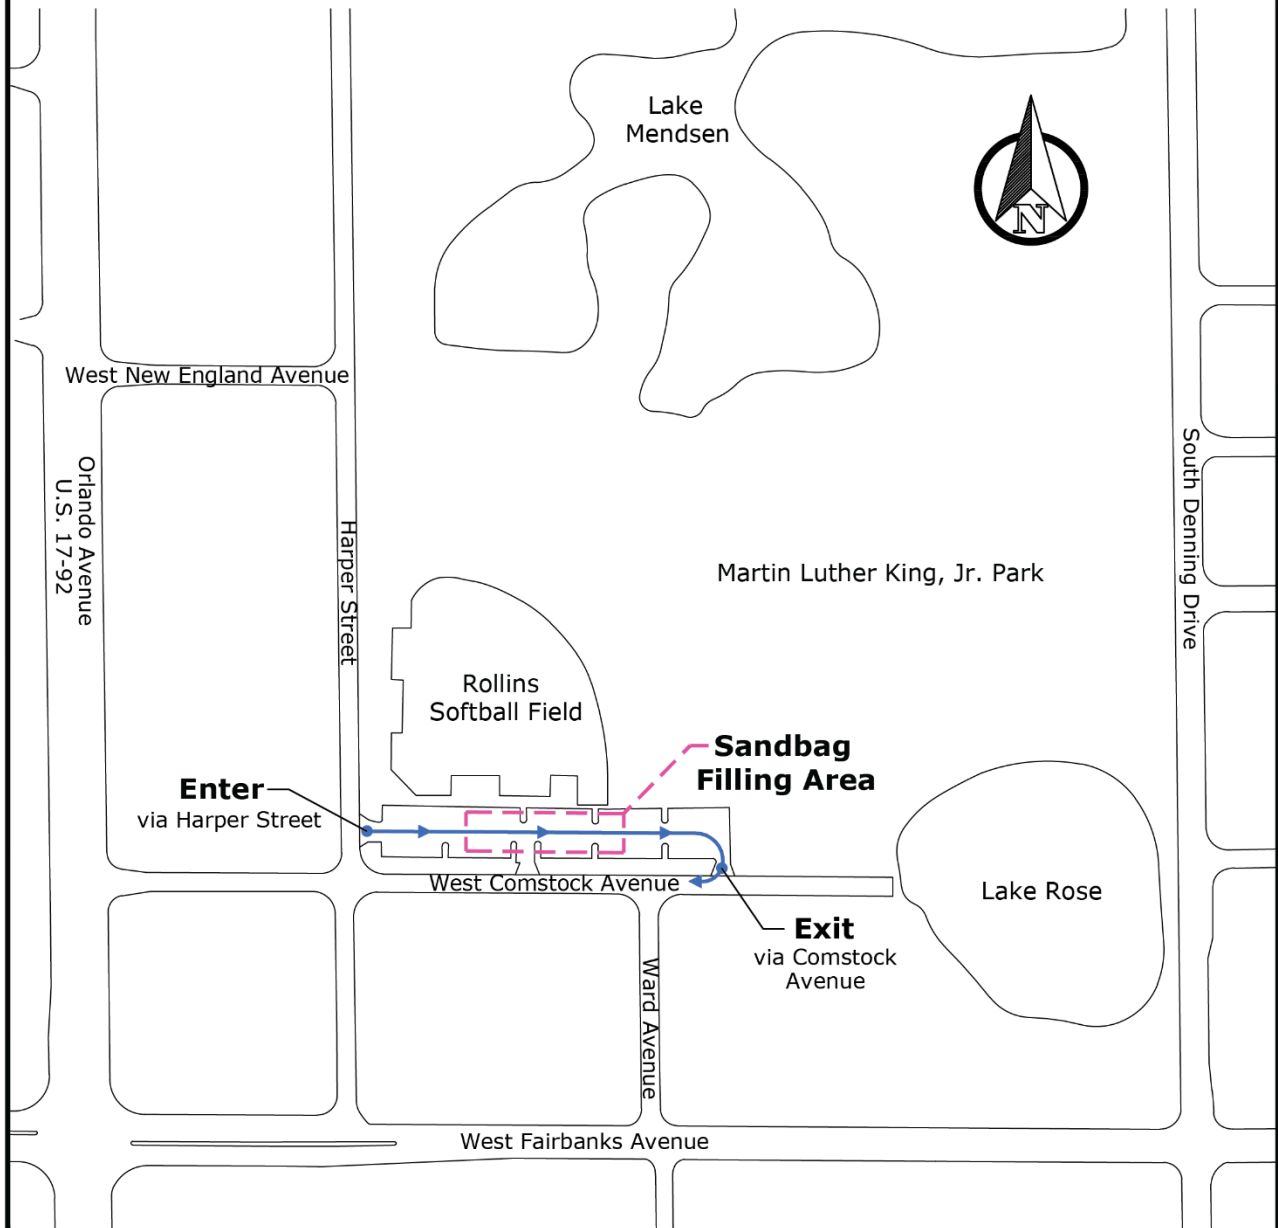 Lake
Mendsen
N
West New England Avenue
Orlando Avenue
U.S. 17-92
Harper Street
South Denning Drive
Martin Luther King, Jr. Park
Rollins
Softball Field
Sandbag
Filling Area
Enter
via Harper Street
West Comstock Avenue
Lake Rose
Exit
via Comstock
Avenue
Ward Avenue
West Fairbanks Avenue